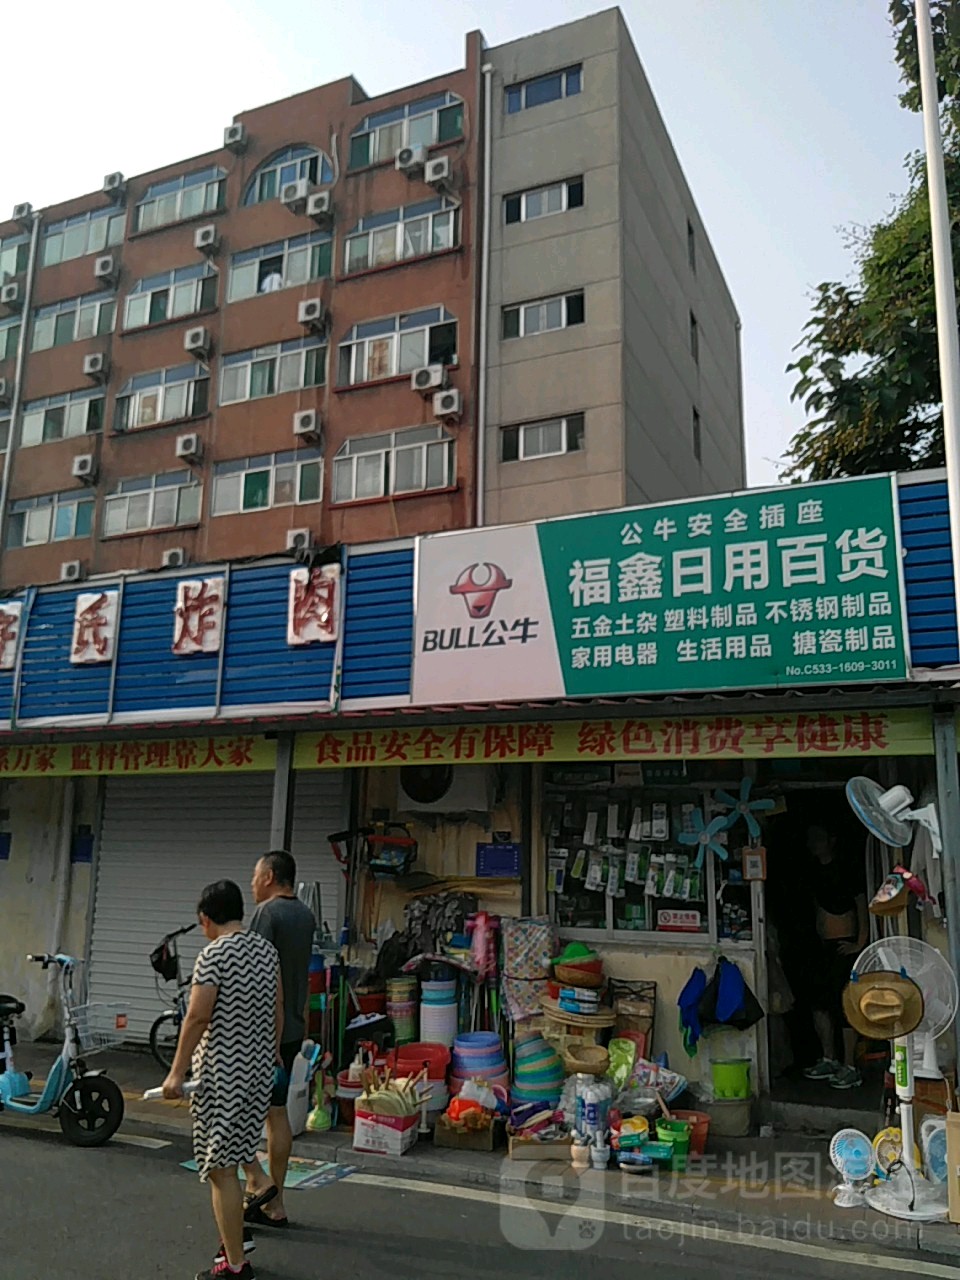 公牛安全插座
BULL公牛
福鑫日用百货
五金土杂 塑料制品 不锈钢制品
家用电器 生活用品 搪瓷制品
No.C533-1609-3011
氏炸肉
万家 监督管理靠大家
食品安全有保障 绿色消费享健康
百度地图淘
taojin.baidu.com